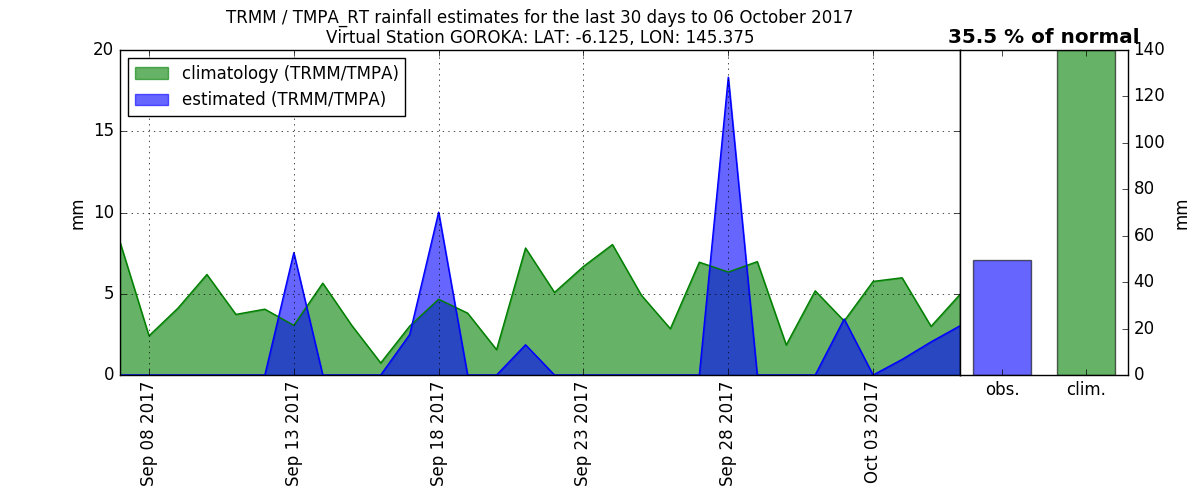 TRMM / TMPA_RT rainfall estimates for the last 30 days to 06 October 2017
Virtual Station GOROKA: LAT: -6.125, LON: 145.375
35.5 % of normal
climatology (TRMM/TMPA)
estimated (TRMM/TMPA)
20
15
10
5
0
mm
Sep 08 2017
Sep 13 2017
Sep 18 2017
Sep 23 2017
Sep 28 2017
Oct 03 2017
obs.
clim.
140
120
100
80
60
40
20
0
mm